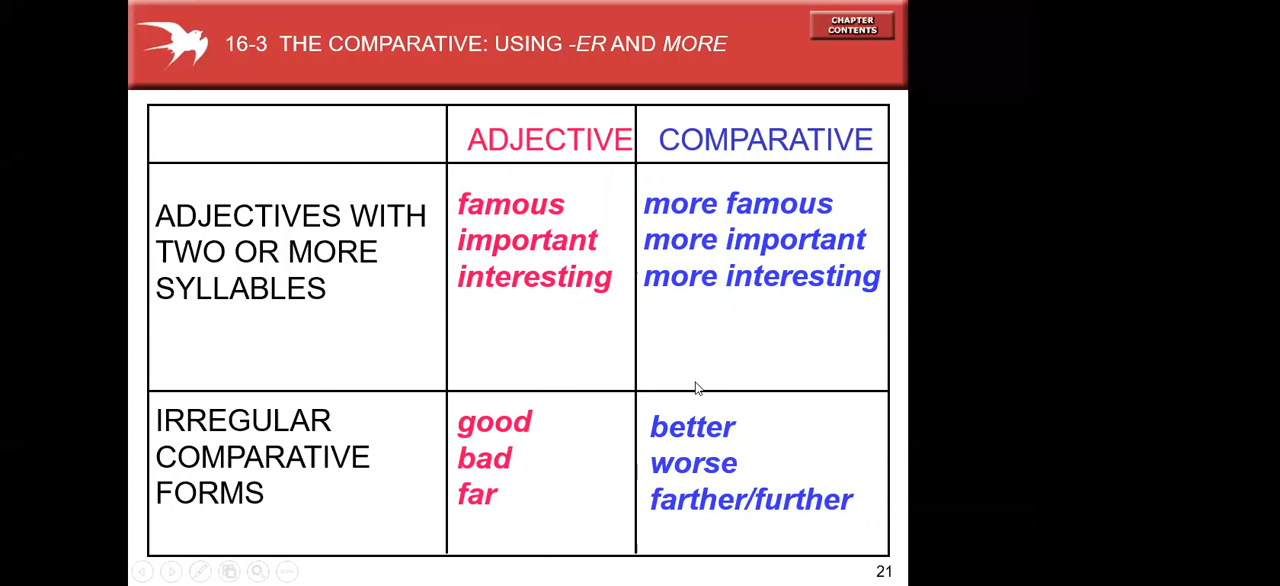 CHAPTER
CONTENTS
16-3 THE COMPARATIVE: USING -ER AND MORE
ADJECTIVE COMPARATIVE
ADJECTIVES WITH
TWO OR MORE
SYLLABLES
famous
important
interesting
more famous
more important
more interesting
IRREGULAR
COMPARATIVE
FORMS
good
bad
far
better
worse
farther/further
21